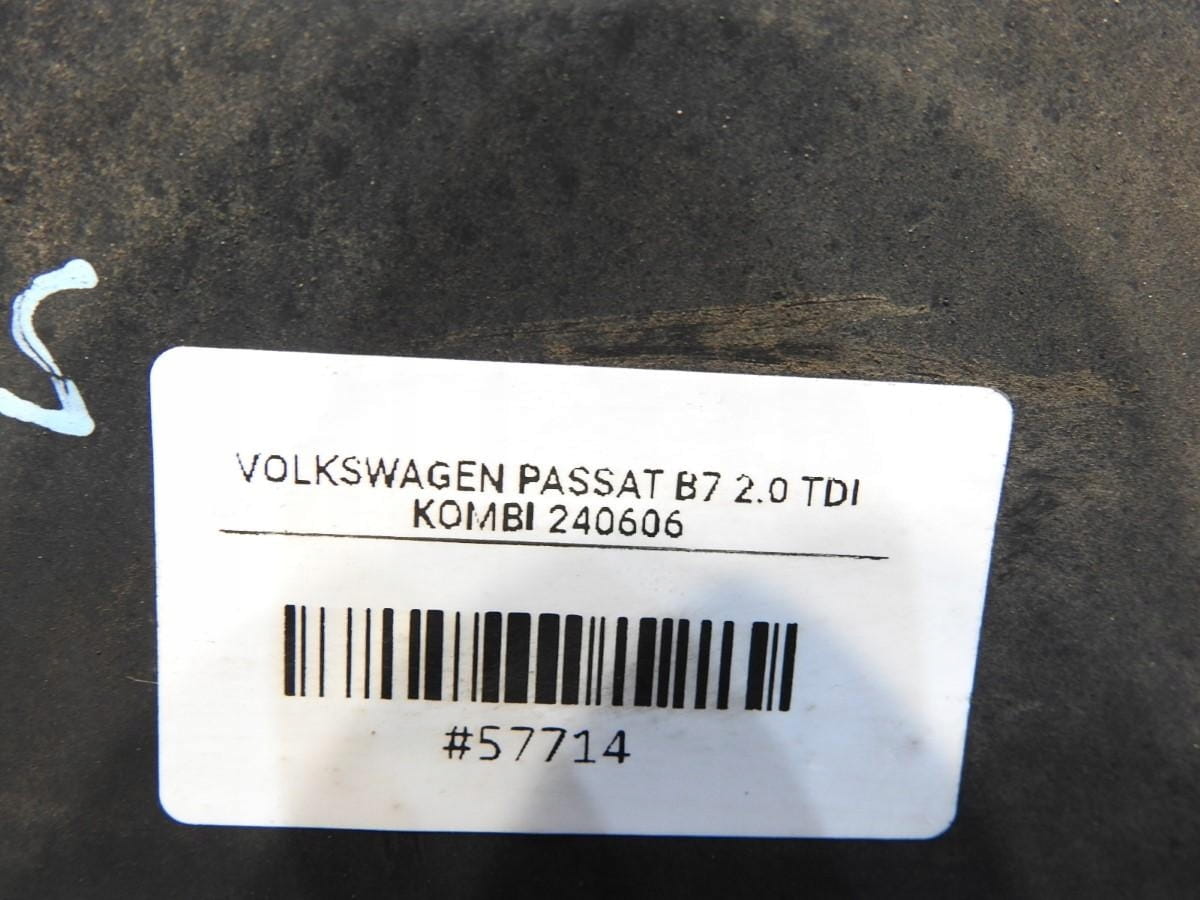 VOLKSWAGEN PASSAT B7 2.0 TDI
KOMBI 240606
#57714